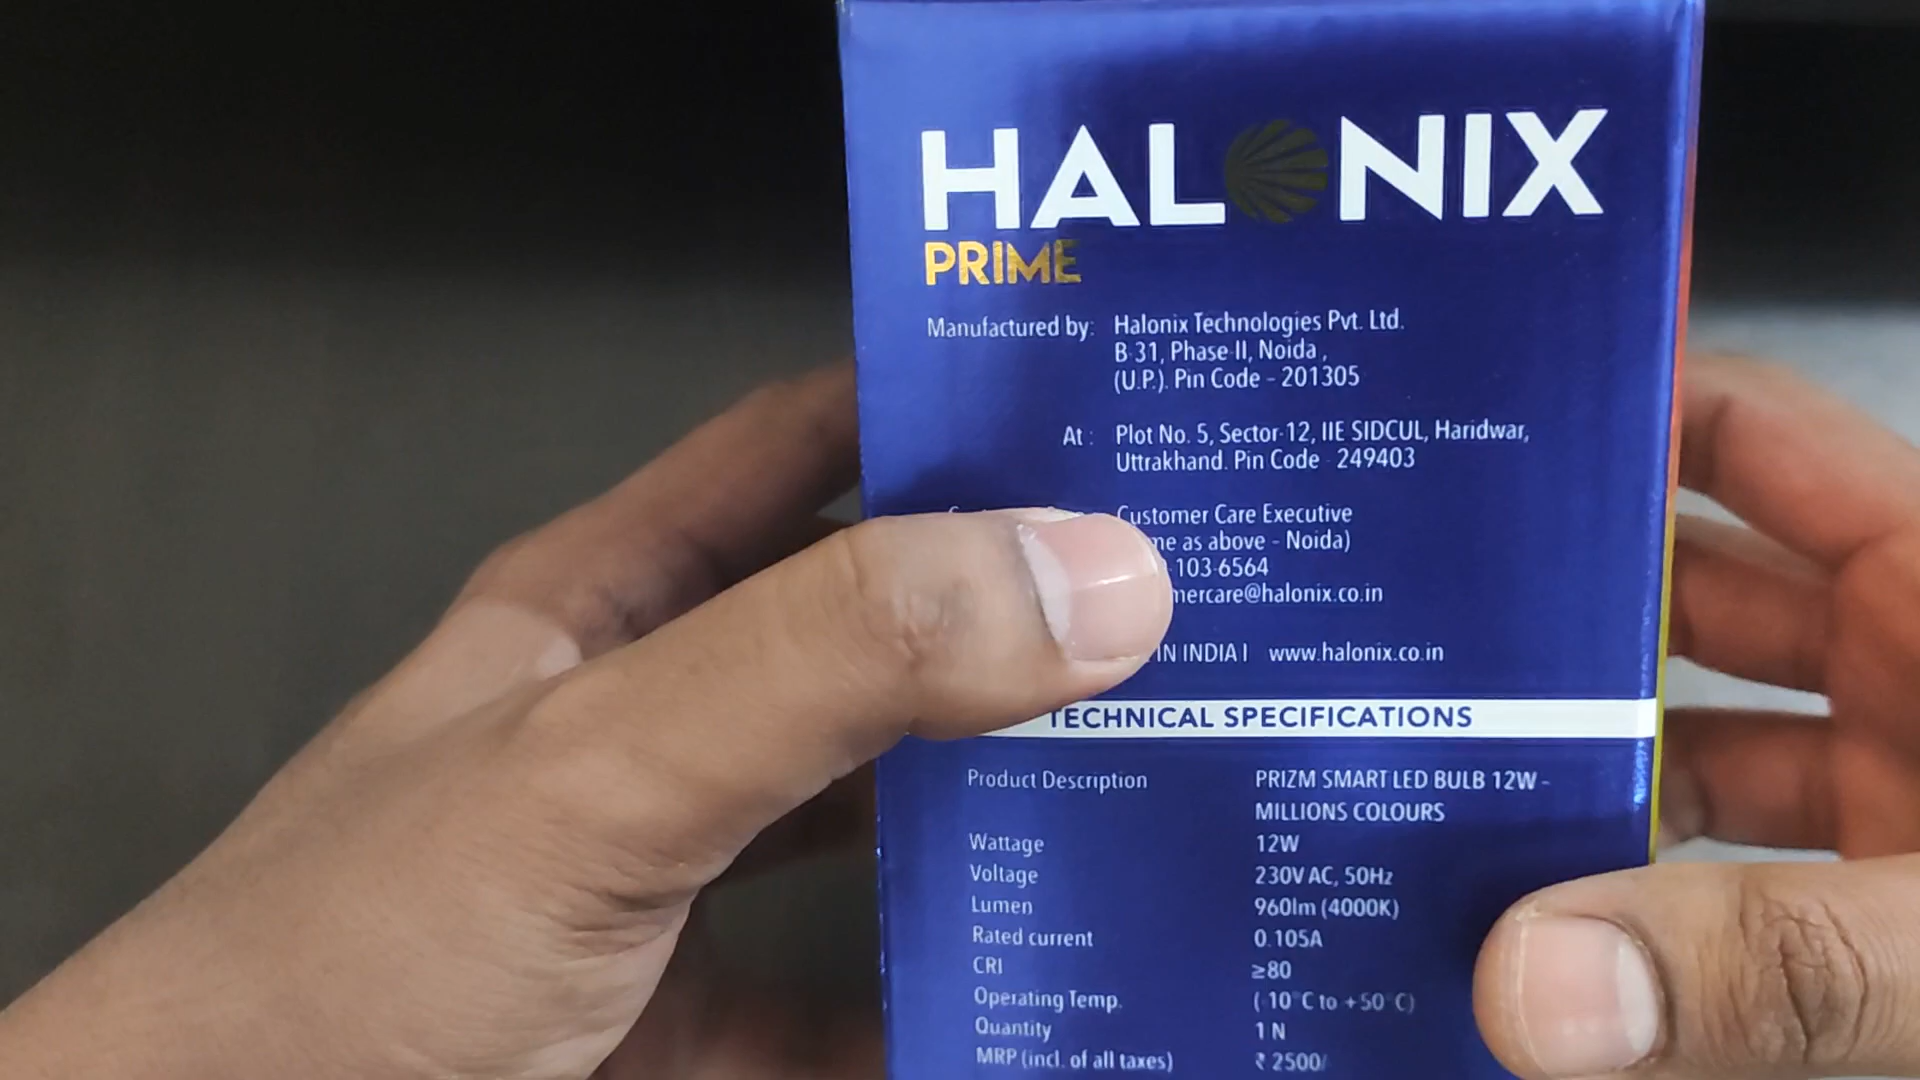 HALONIX
PRIME
Manufactured by: Halonix Technologies Pvt. Ltd.
B-31, Phase-II, Noida ,
(U.P.). Pin Code - 201305
At : Plot No. 5, Sector-12, IIE SIDCUL, Haridwar,
Uttrakhand. Pin Code - 249403
Customer Care Executive
as above - Noida)
103-6564
@halonix.co.in
IN INDIA I www.halonix.co.in
TECHNICAL SPECIFICATIONS
Product Description PRIZM SMART LED BULB 12W -
MILLIONS COLOURS
Wattage 12W
Voltage 230V AC, 50Hz
Lumen 960lm (4000K)
Rated current 0.105A
CRI ≥80
Operating Temp. (-10°C to +50°C)
Quantity 1 N
MRP (incl. of all taxes) ₹ 2500/-